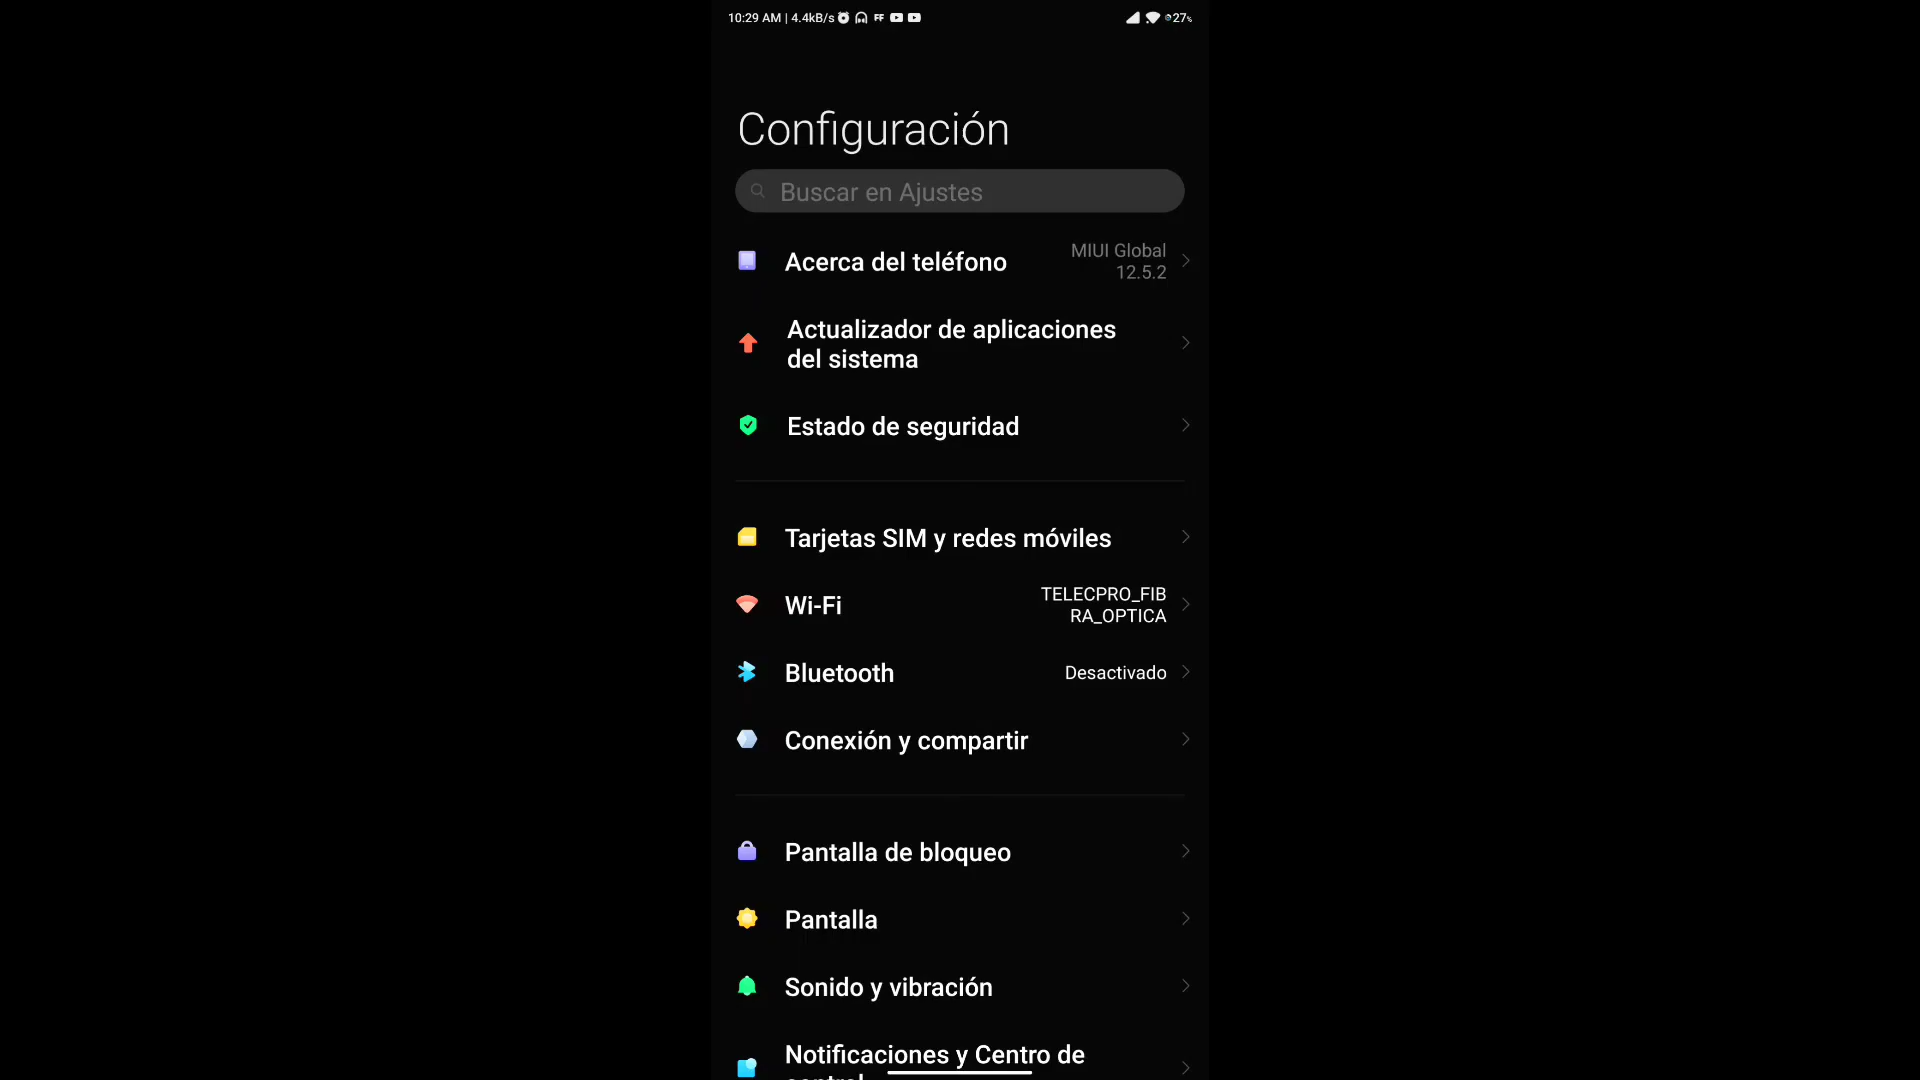 10:29 AM | 4.4kB/s FF 27%
Configuración
Buscar en Ajustes
Acerca del teléfono
MIUI Global
12.5.2
Actualizador de aplicaciones
del sistema
Estado de seguridad
Tarjetas SIM y redes móviles
Wi-Fi
TELECPRO_FIB
RA_OPTICA
Bluetooth
Desactivado
Conexión y compartir
Pantalla de bloqueo
Pantalla
Sonido y vibración
Notificaciones y Centro de